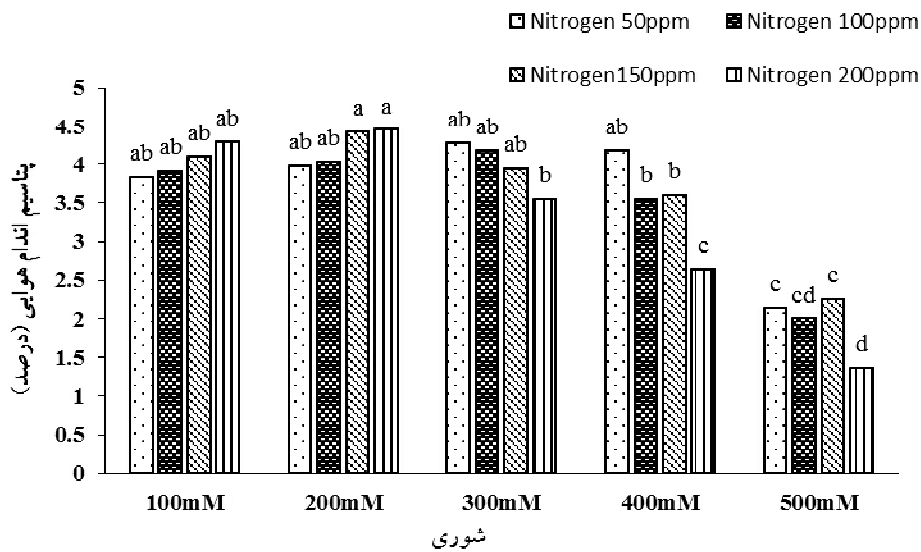 Nitrogen 50ppm Nitrogen 100ppm
Nitrogen150ppm Nitrogen 200ppm
پتاسیم اندام هوایی (درصد)
5
4.5
4
3.5
3
2.5
2
1.5
1
0.5
0
ab ab ab ab
ab ab a a
ab ab ab b
ab b b c
c cd c d
100mM 200mM 300mM 400mM 500mM
شوري